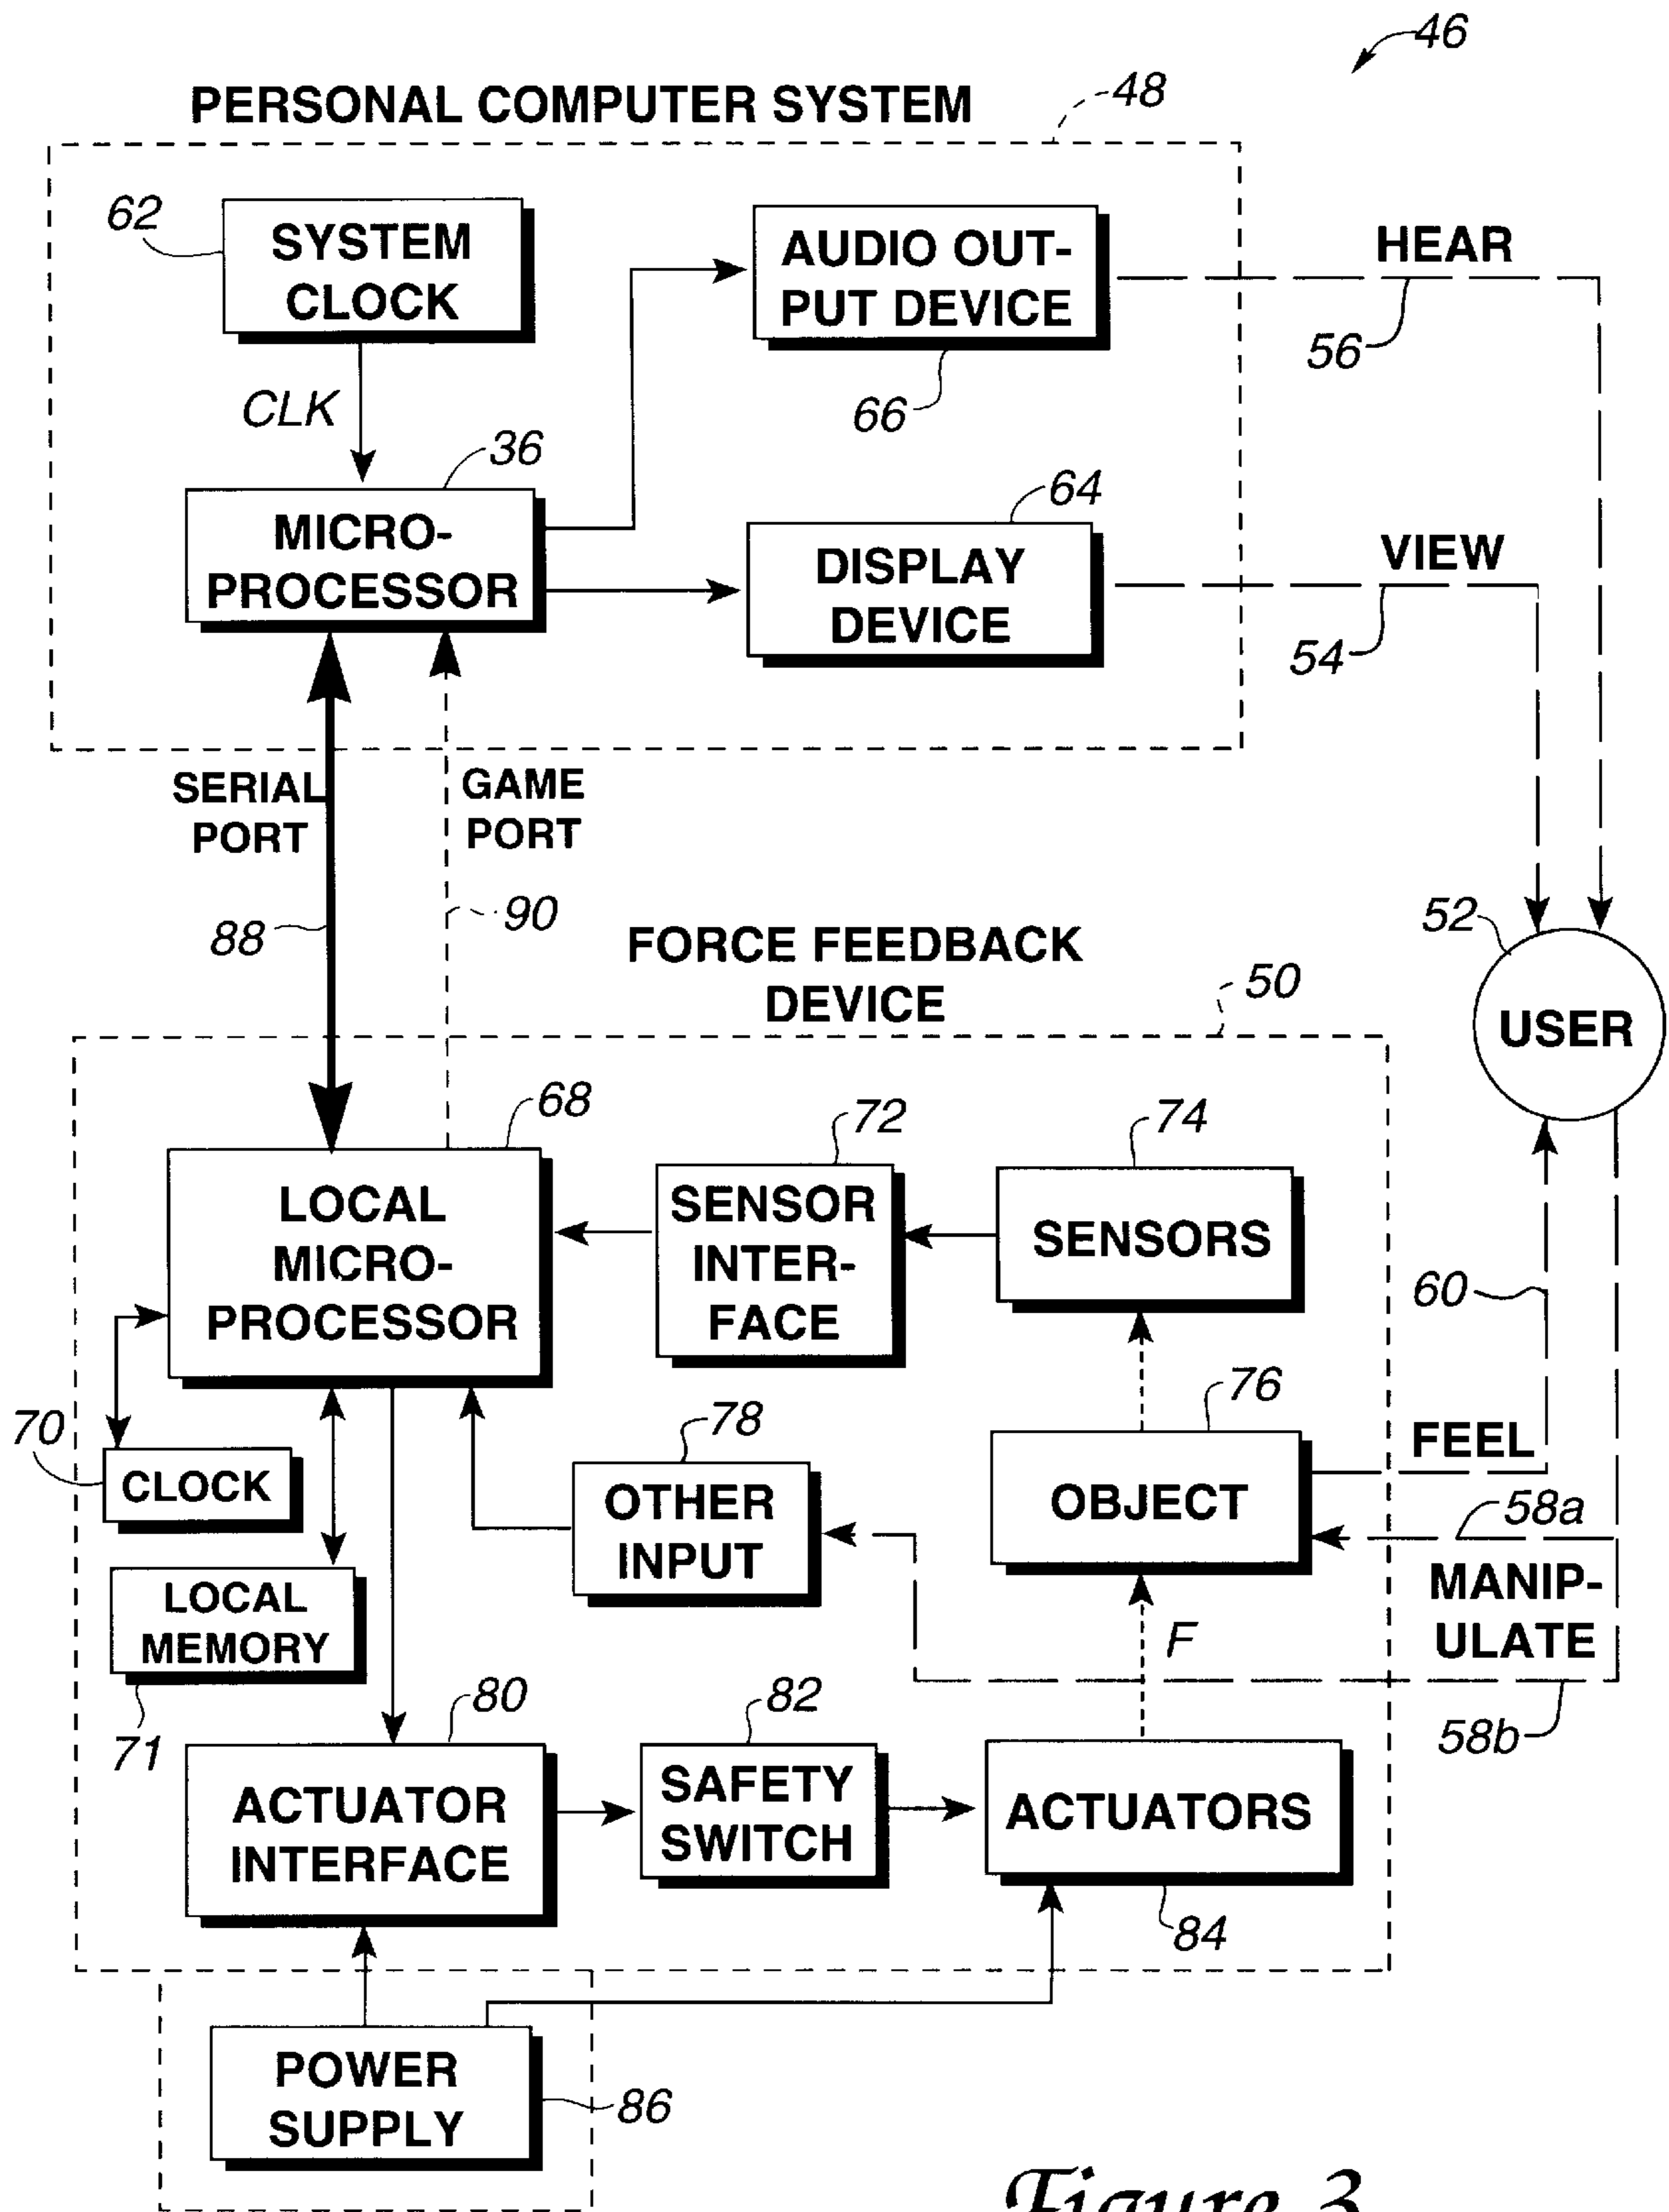 46
PERSONAL COMPUTER SYSTEM
48
62
SYSTEM
CLOCK
AUDIO OUT-
PUT DEVICE
HEAR
56
66
CLK
36
MICRO-
PROCESSOR
64
DISPLAY
DEVICE
VIEW
54
SERIAL
PORT
GAME
PORT
88
90
FORCE FEEDBACK
DEVICE
50
52
USER
68
LOCAL
MICRO-
PROCESSOR
72
SENSOR
INTER-
FACE
74
SENSORS
60
70
CLOCK
78
OTHER
INPUT
76
OBJECT
FEEL
58a
MANIP-
ULATE
58b
LOCAL
MEMORY
71
F
80
ACTUATOR
INTERFACE
82
SAFETY
SWITCH
ACTUATORS
84
POWER
SUPPLY
86
Figure 3